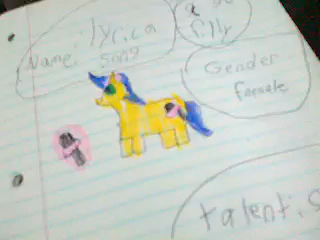 Name: lyrica
song
filly
Gender
female
talent: